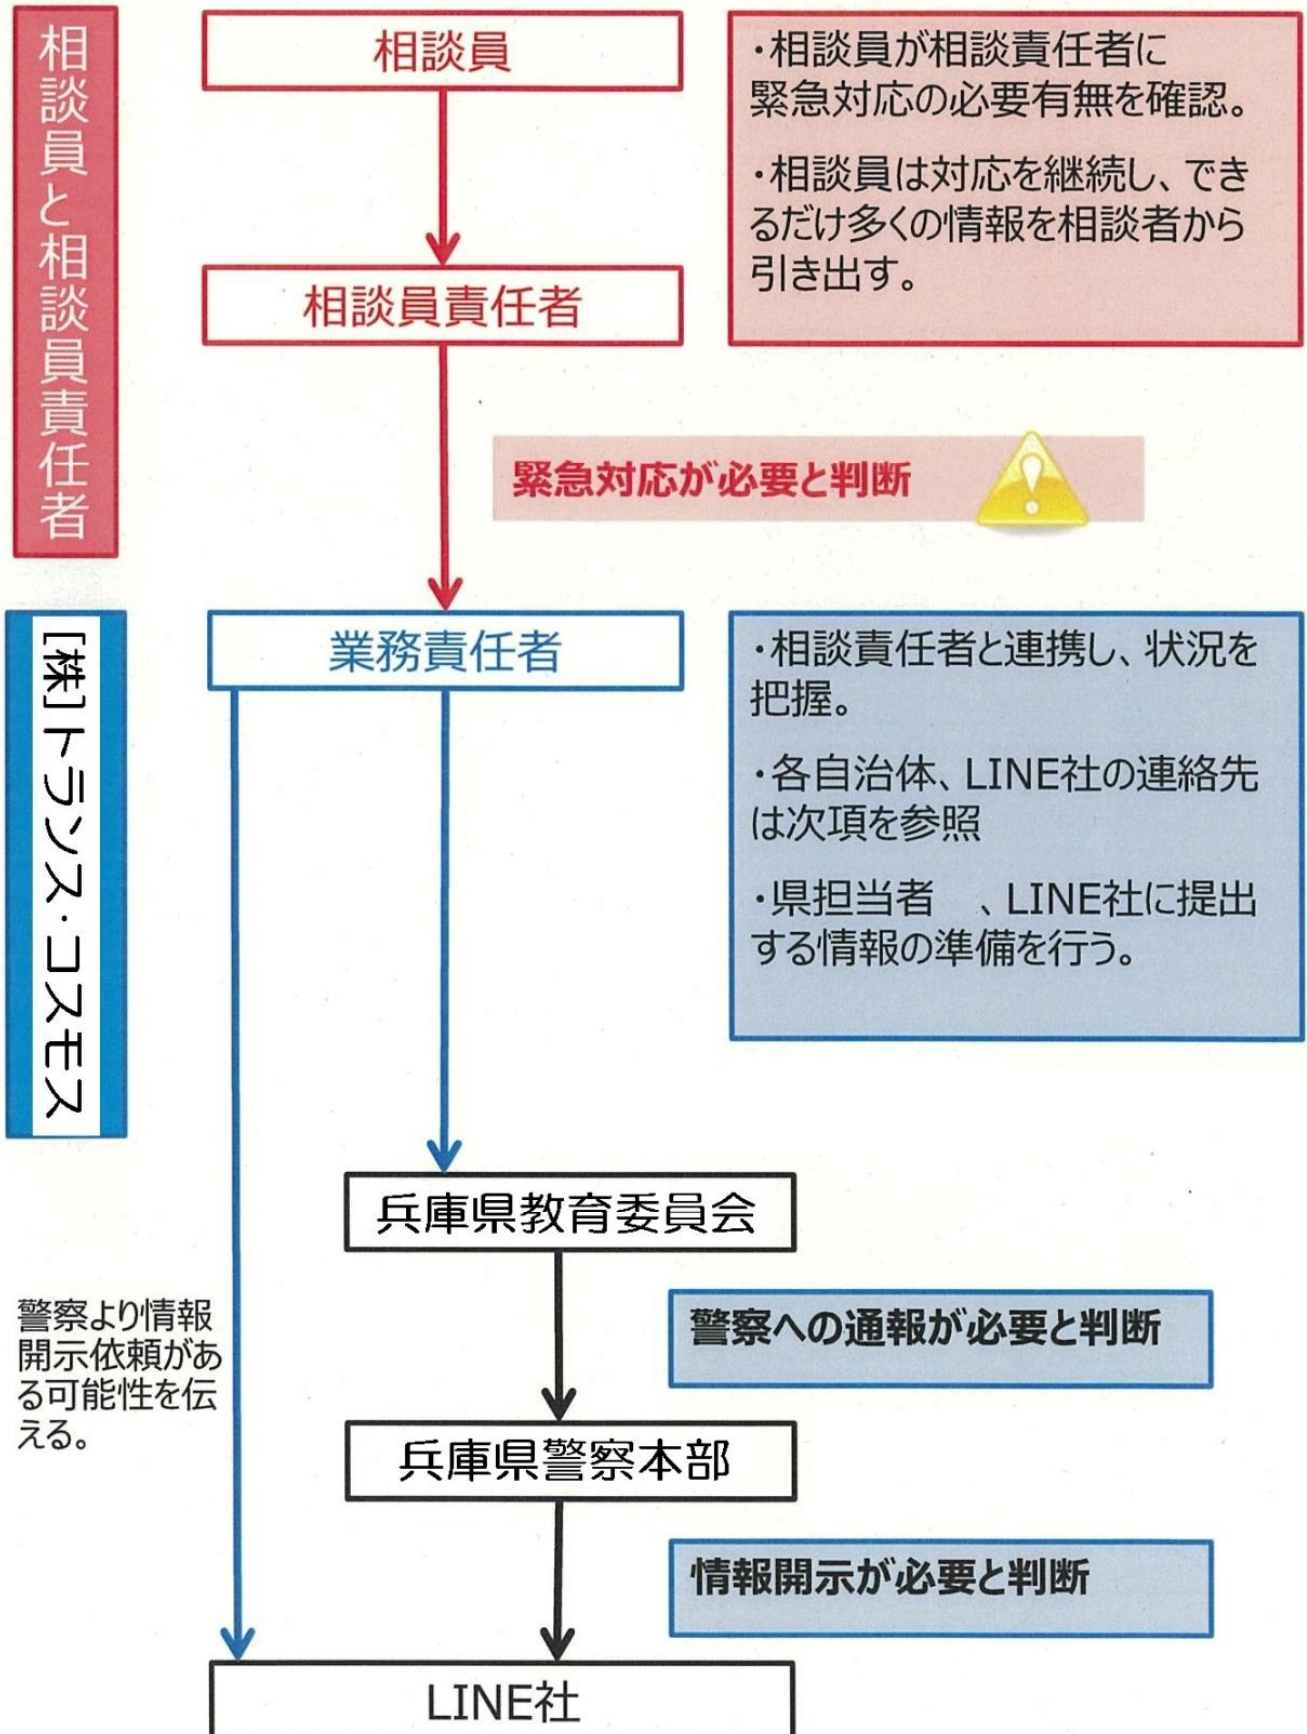 相談員と相談員責任者
相談員
・相談員が相談責任者に
緊急対応の必要有無を確認。
・相談員は対応を継続し、でき
るだけ多くの情報を相談者から
引き出す。
相談員責任者
緊急対応が必要と判断
[株]トランス・コスモス
業務責任者
・相談責任者と連携し、状況を
把握。
・各自治体、LINE社の連絡先
は次項を参照
・県担当者　、LINE社に提出
する情報の準備を行う。
兵庫県教育委員会
警察より情報
開示依頼があ
る可能性を伝
える。
警察への通報が必要と判断
兵庫県警察本部
情報開示が必要と判断
LINE社